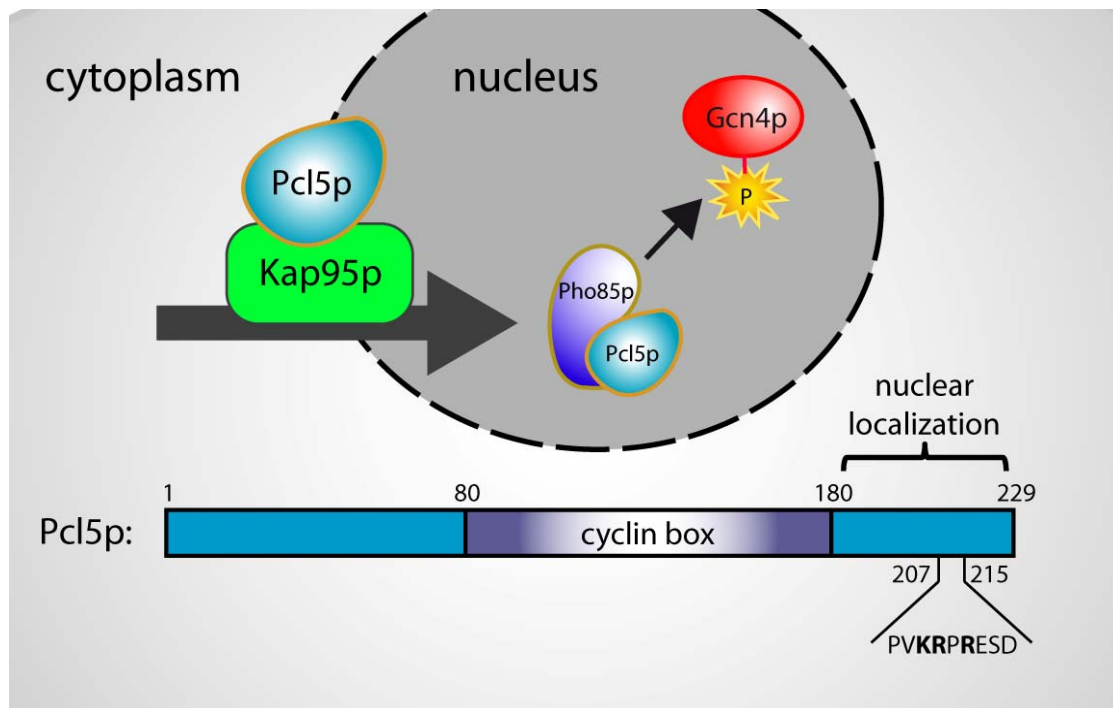 cytoplasm
nucleus
Gcn4p
P
Pcl5p
Kap95p
Pho85p
Pcl5p
nuclear
localization
1 80 180 229
Pcl5p: cyclin box
207 215
PVKRPRESD